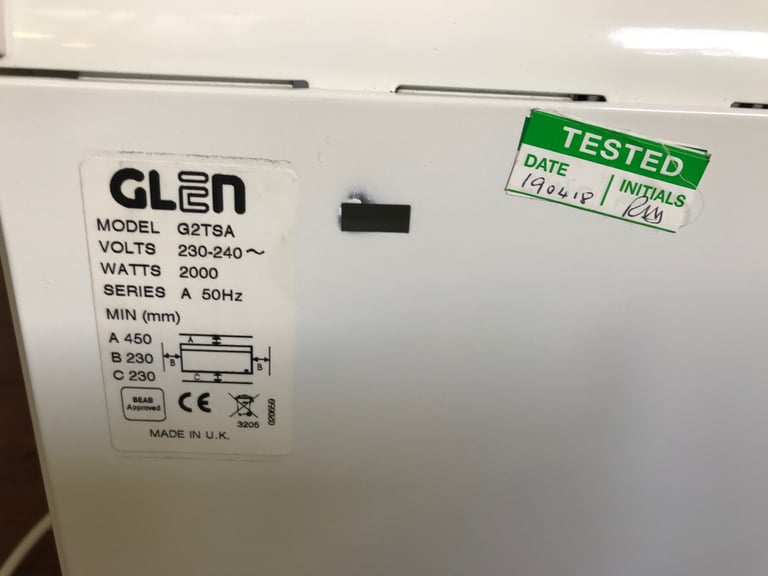 GLEN
MODEL G2TSA
VOLTS 230-240~
WATTS 2000
SERIES A 50Hz
MIN (mm)
A 450
B 230
C 230
A
B
B
C
BEAB
Approved
CE
3205
020659
MADE IN U.K.
TESTED
DATE
190418
INITIALS
RM